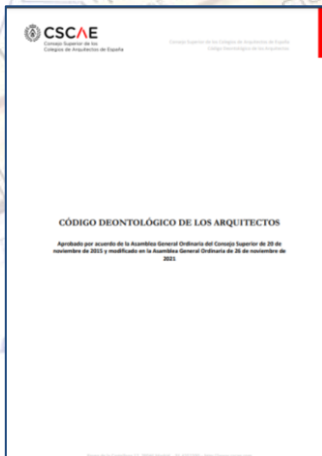 CSCAE
Consejo Superior de los
Colegios de Arquitectos de España
Consejo Superior de los Colegios de Arquitectos de España
Código Deontológico de los Arquitectos
CÓDIGO DEONTOLÓGICO DE LOS ARQUITECTOS
Aprobado por acuerdo de la Asamblea General Ordinaria del Consejo Superior de 20 de
noviembre de 2015 y modificado en la Asamblea General Ordinaria de 26 de noviembre de
2021